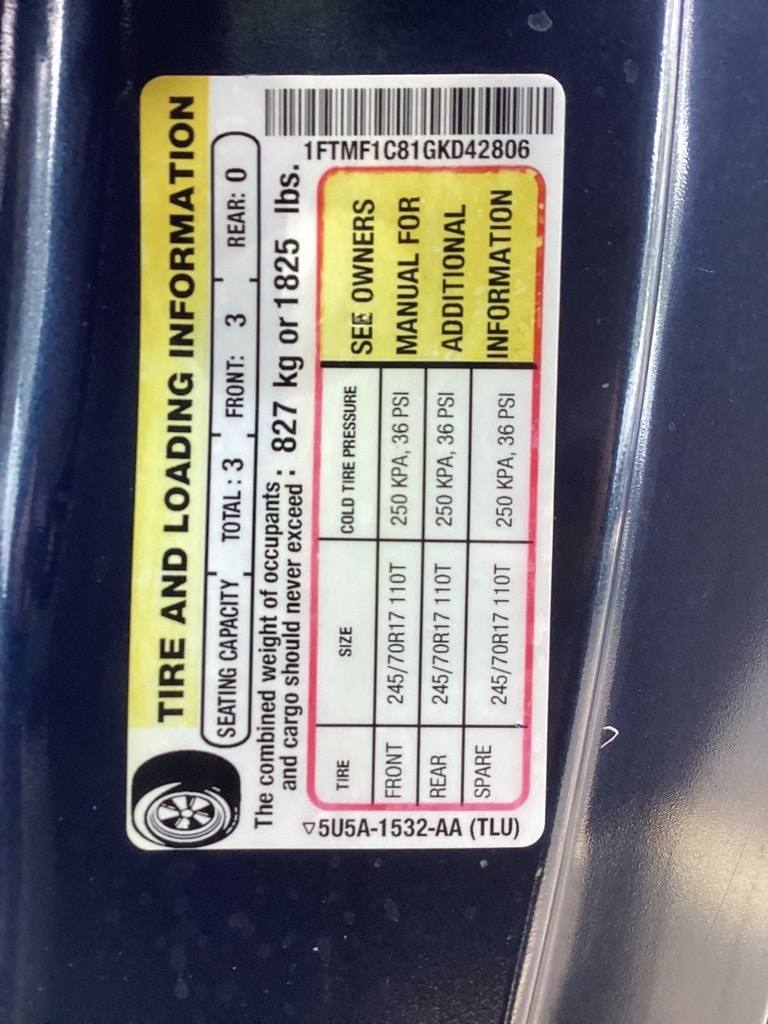 TIRE AND LOADING INFORMATION
SEATING CAPACITY TOTAL : 3 FRONT: 3 REAR: 0
The combined weight of occupants
and cargo should never exceed : 827 kg or 1825 lbs.
TIRE SIZE COLD TIRE PRESSURE
FRONT 245/70R17 110T 250 KPA, 36 PSI
REAR 245/70R17 110T 250 KPA, 36 PSI
SPARE 245/70R17 110T 250 KPA, 36 PSI
SEE OWNERS
MANUAL FOR
ADDITIONAL
INFORMATION
5U5A-1532-AA (TLU)
1FTMF1C81GKD42806